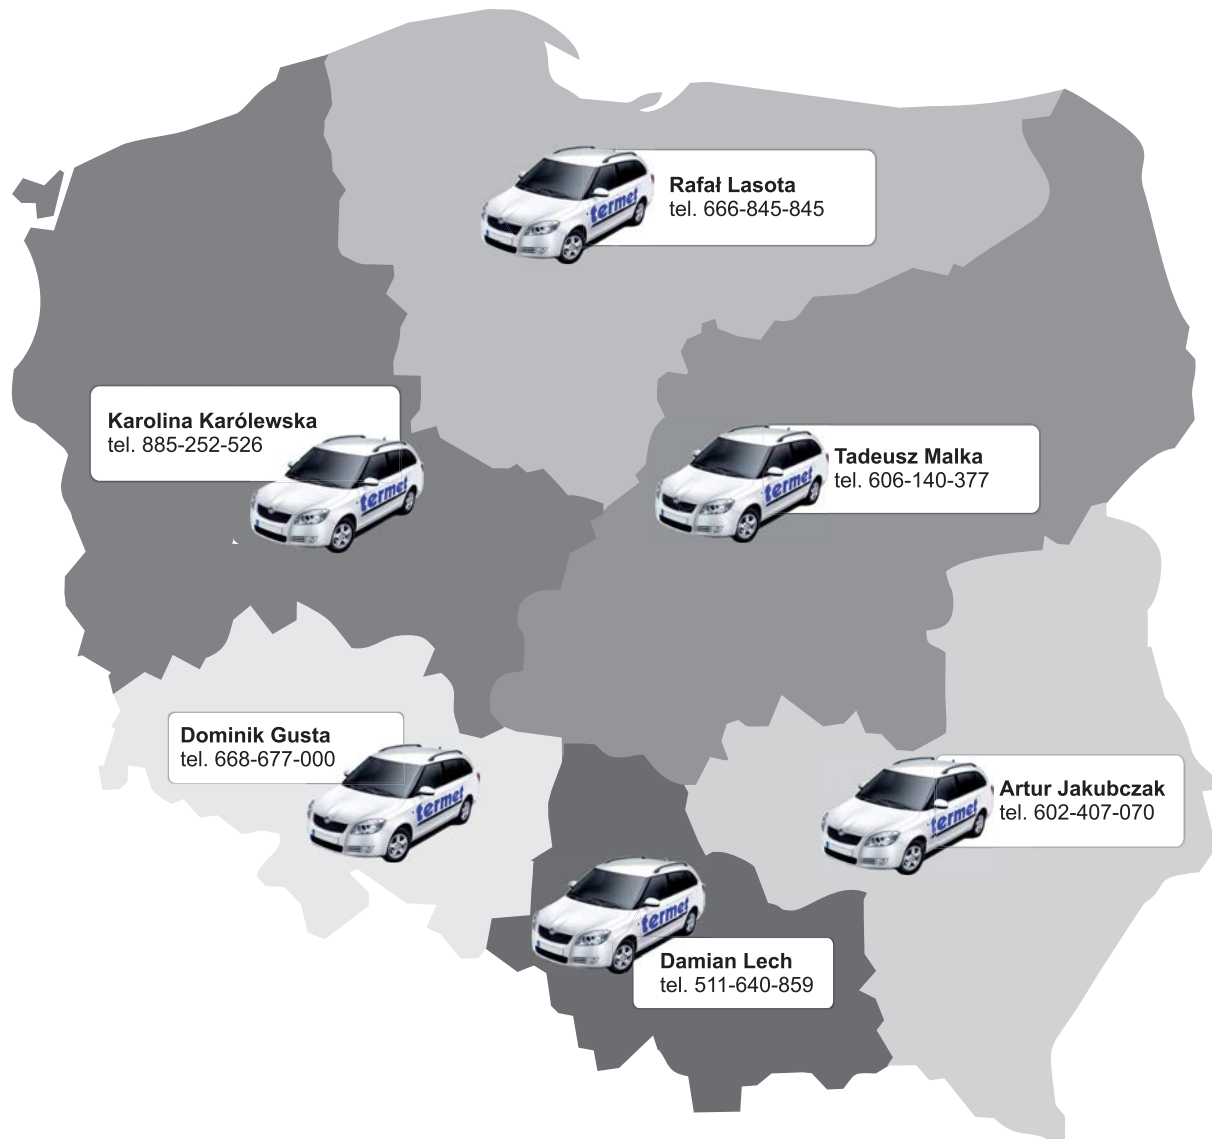 Rafał Lasota
tel. 666-845-845
termet
Karolina Karólewska
tel. 885-252-526
termet
Tadeusz Malka
tel. 606-140-377
termet
Dominik Gusta
tel. 668-677-000
termet
Artur Jakubczak
tel. 602-407-070
termet
termet
Damian Lech
tel. 511-640-859